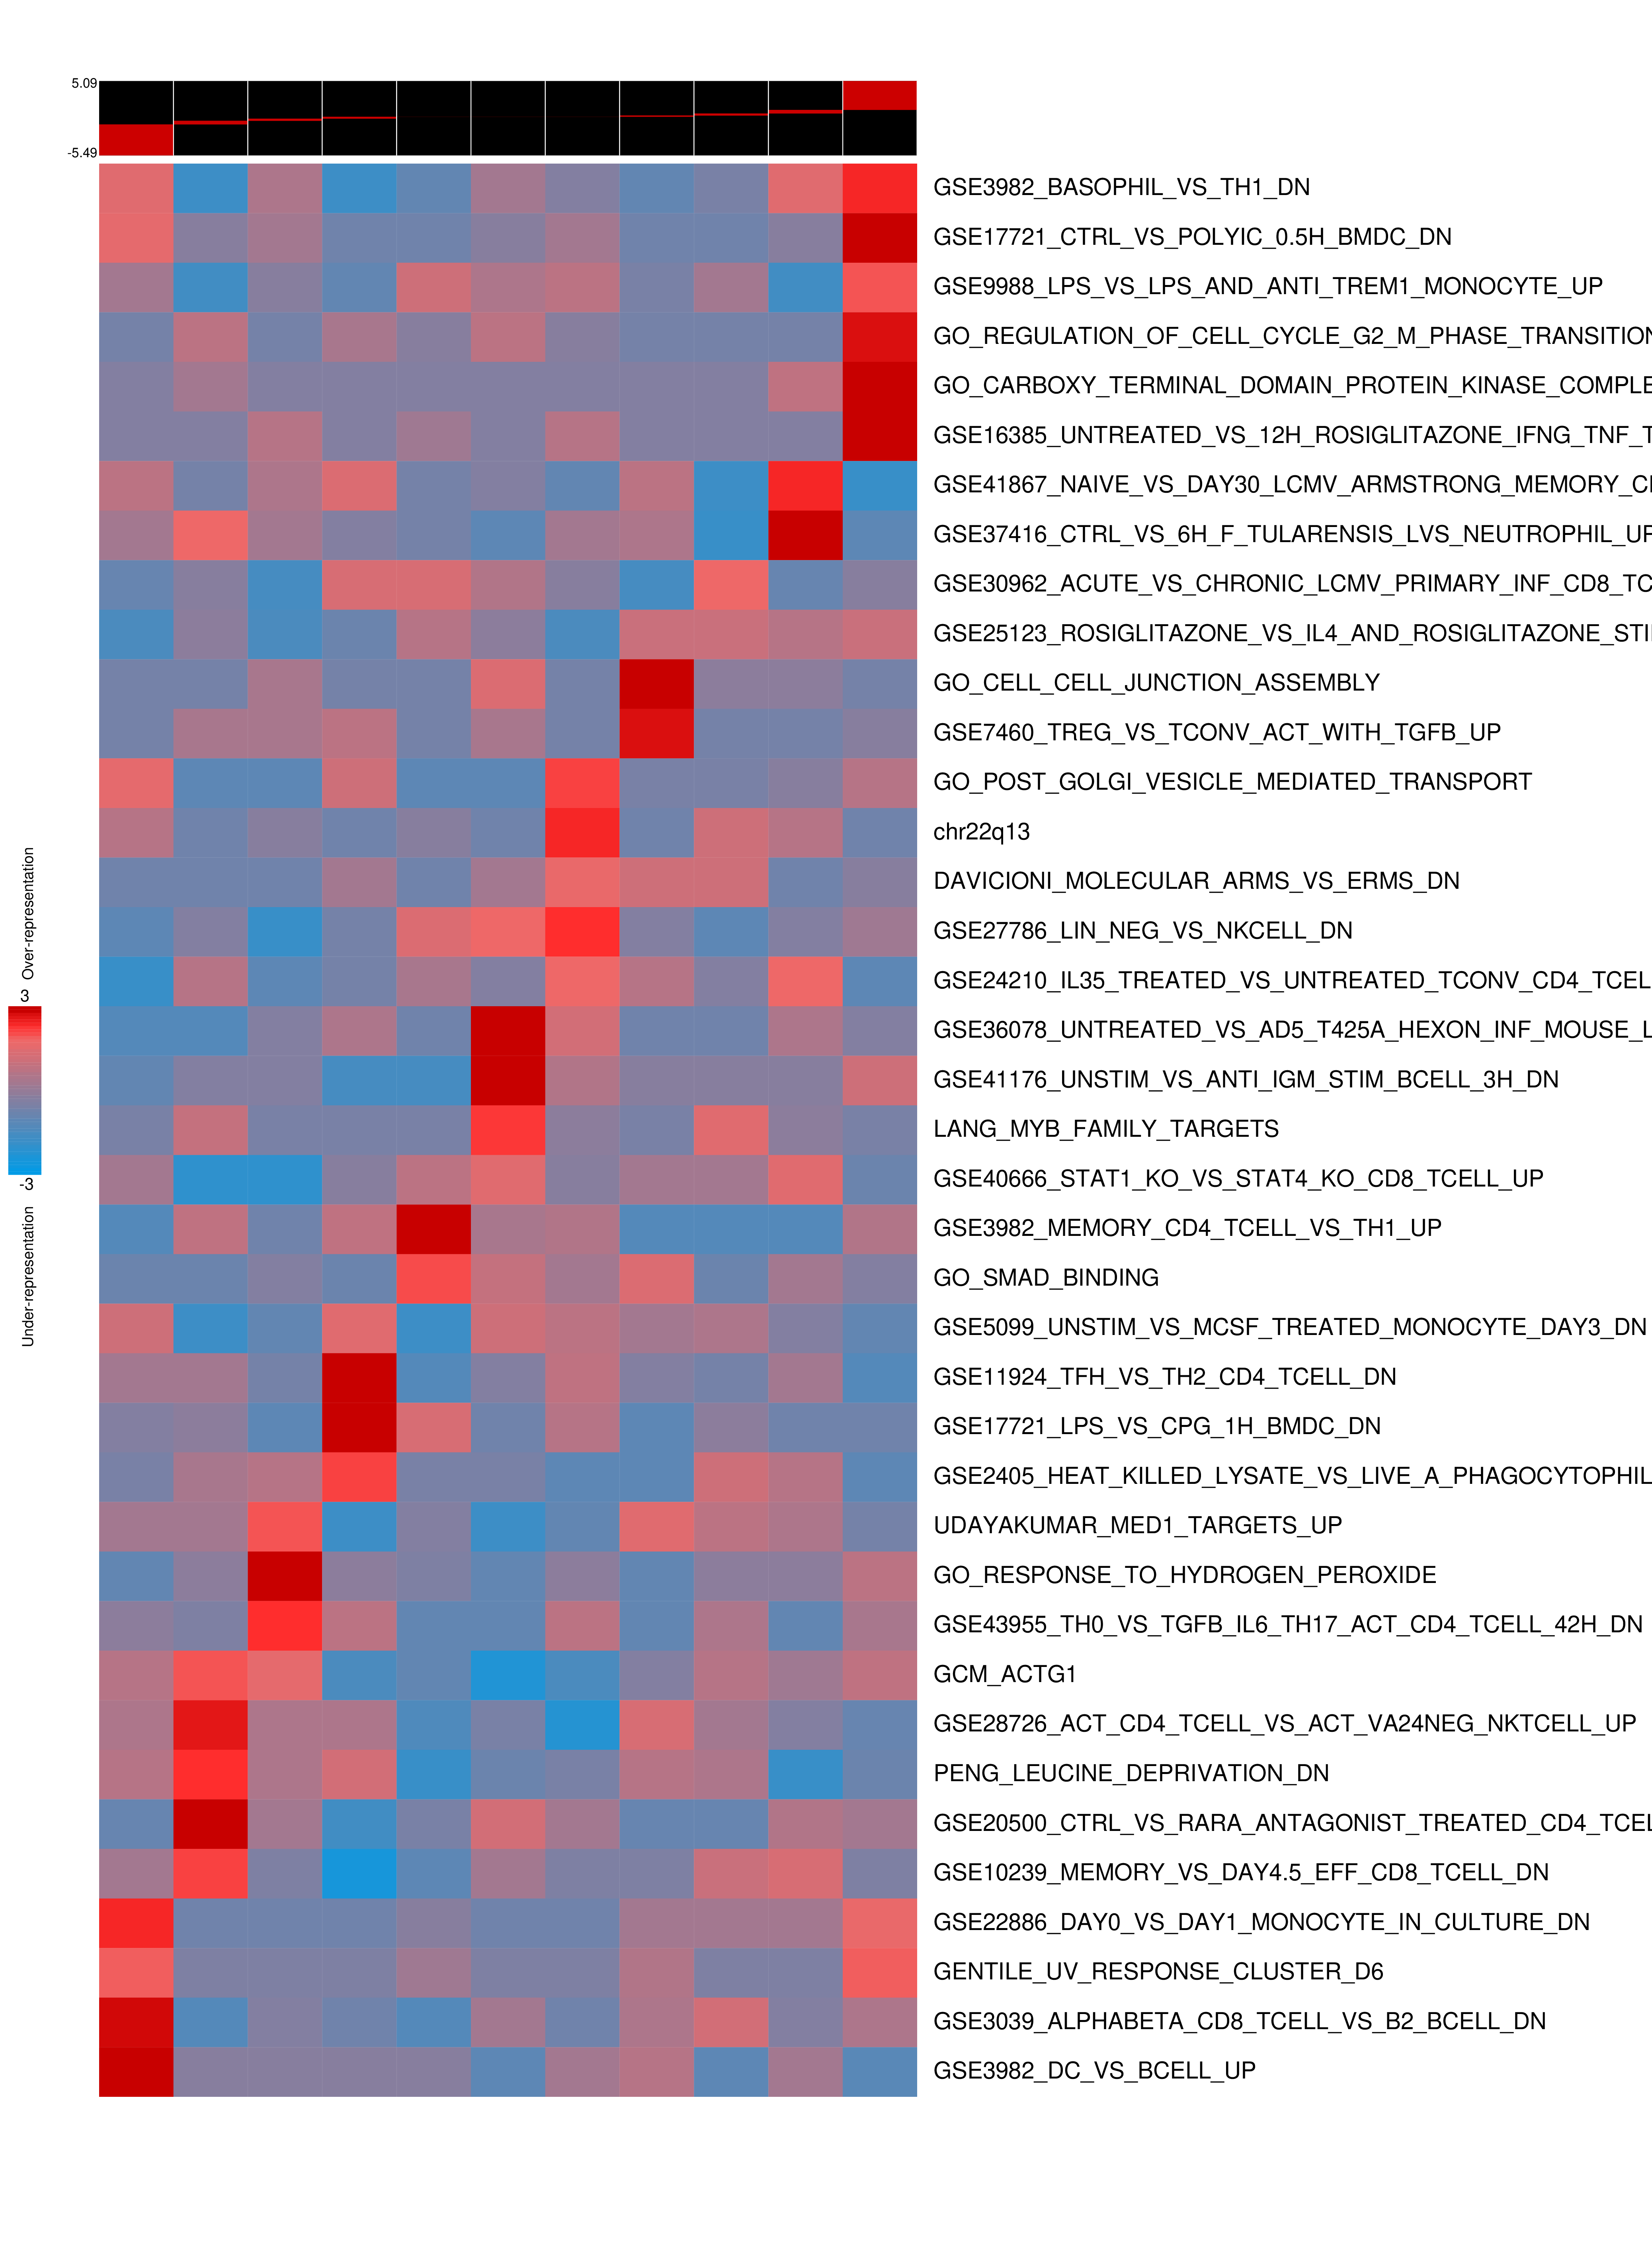 5.09
-5.49
GSE3982_BASOPHIL_VS_TH1_DN
GSE17721_CTRL_VS_POLYIC_0.5H_BMDC_DN
GSE9988_LPS_VS_LPS_AND_ANTI_TREM1_MONOCYTE_UP
GO_REGULATION_OF_CELL_CYCLE_G2_M_PHASE_TRANSITION
GO_CARBOXY_TERMINAL_DOMAIN_PROTEIN_KINASE_COMPLE
GSE16385_UNTREATED_VS_12H_ROSIGLITAZONE_IFNG_TNF_T
GSE41867_NAIVE_VS_DAY30_LCMV_ARMSTRONG_MEMORY_C
GSE37416_CTRL_VS_6H_F_TULARENSIS_LVS_NEUTROPHIL_UP
GSE30962_ACUTE_VS_CHRONIC_LCMV_PRIMARY_INF_CD8_TC
GSE25123_ROSIGLITAZONE_VS_IL4_AND_ROSIGLITAZONE_STI
GO_CELL_CELL_JUNCTION_ASSEMBLY
GSE7460_TREG_VS_TCONV_ACT_WITH_TGFB_UP
GO_POST_GOLGI_VESICLE_MEDIATED_TRANSPORT
chr22q13
DAVICIONI_MOLECULAR_ARMS_VS_ERMS_DN
GSE27786_LIN_NEG_VS_NKCELL_DN
GSE24210_IL35_TREATED_VS_UNTREATED_TCONV_CD4_TCEL
GSE36078_UNTREATED_VS_AD5_T425A_HEXON_INF_MOUSE_L
GSE41176_UNSTIM_VS_ANTI_IGM_STIM_BCELL_3H_DN
LANG_MYB_FAMILY_TARGETS
GSE40666_STAT1_KO_VS_STAT4_KO_CD8_TCELL_UP
GSE3982_MEMORY_CD4_TCELL_VS_TH1_UP
GO_SMAD_BINDING
GSE5099_UNSTIM_VS_MCSF_TREATED_MONOCYTE_DAY3_DN
GSE11924_TFH_VS_TH2_CD4_TCELL_DN
GSE17721_LPS_VS_CPG_1H_BMDC_DN
GSE2405_HEAT_KILLED_LYSATE_VS_LIVE_A_PHAGOCYTOPHIL
UDAYAKUMAR_MED1_TARGETS_UP
GO_RESPONSE_TO_HYDROGEN_PEROXIDE
GSE43955_TH0_VS_TGFB_IL6_TH17_ACT_CD4_TCELL_42H_DN
GCM_ACTG1
GSE28726_ACT_CD4_TCELL_VS_ACT_VA24NEG_NKTCELL_UP
PENG_LEUCINE_DEPRIVATION_DN
GSE20500_CTRL_VS_RARA_ANTAGONIST_TREATED_CD4_TCEL
GSE10239_MEMORY_VS_DAY4.5_EFF_CD8_TCELL_DN
GSE22886_DAY0_VS_DAY1_MONOCYTE_IN_CULTURE_DN
GENTILE_UV_RESPONSE_CLUSTER_D6
GSE3039_ALPHABETA_CD8_TCELL_VS_B2_BCELL_DN
GSE3982_DC_VS_BCELL_UP
Over-representation
3
-3
Under-representation